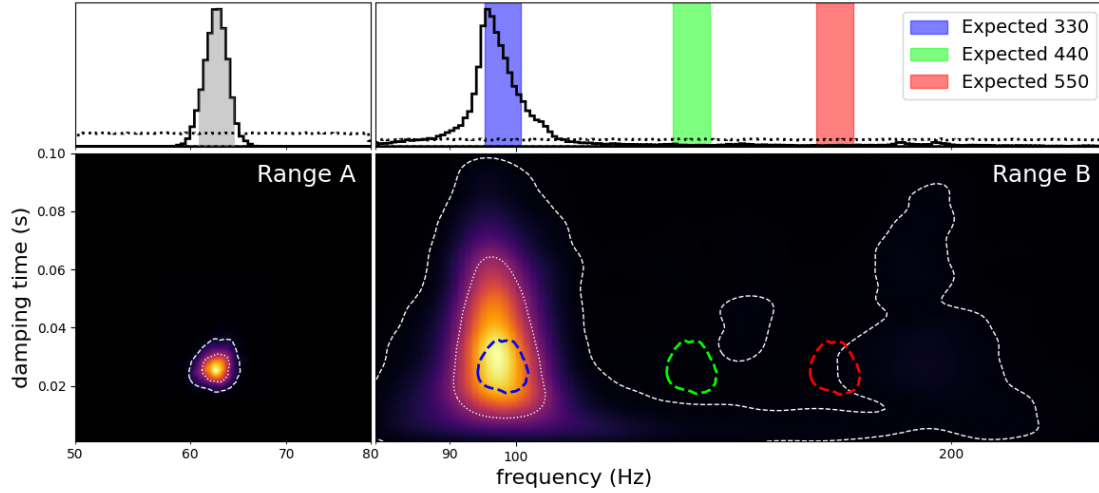 Expected 330
Expected 440
Expected 550
Range A
Range B
damping time (s)
0.10
0.08
0.06
0.04
0.02
50
60
70
80
90
100
200
frequency (Hz)